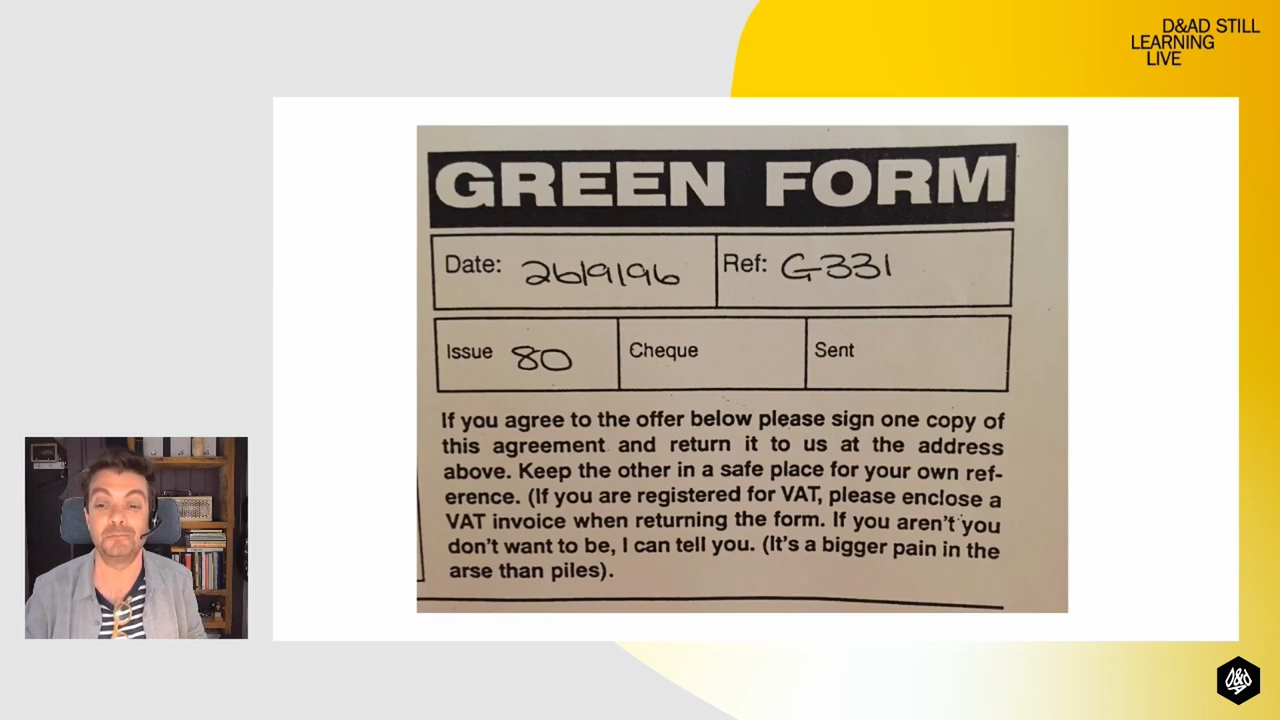 D&AD STILL
LEARNING
LIVE
GREEN FORM
Date: 26/9/96
Ref: G331
Issue 80
Cheque
Sent
If you agree to the offer below please sign one copy of
this agreement and return it to us at the address
above. Keep the other in a safe place for your own ref-
erence. (If you are registered for VAT, please enclose a
VAT invoice when returning the form. If you aren't you
don't want to be, I can tell you. (It's a bigger pain in the
arse than piles).
D&AD